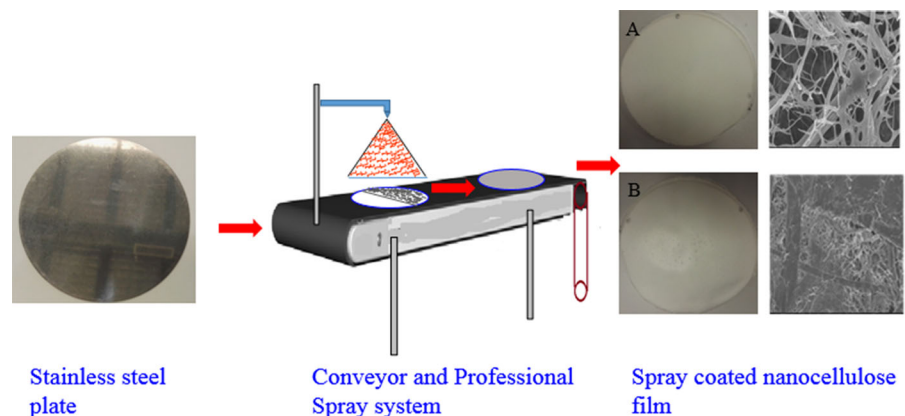 A
B
Stainless steel
plate
Conveyor and Professional
Spray system
Spray coated nanocellulose
film